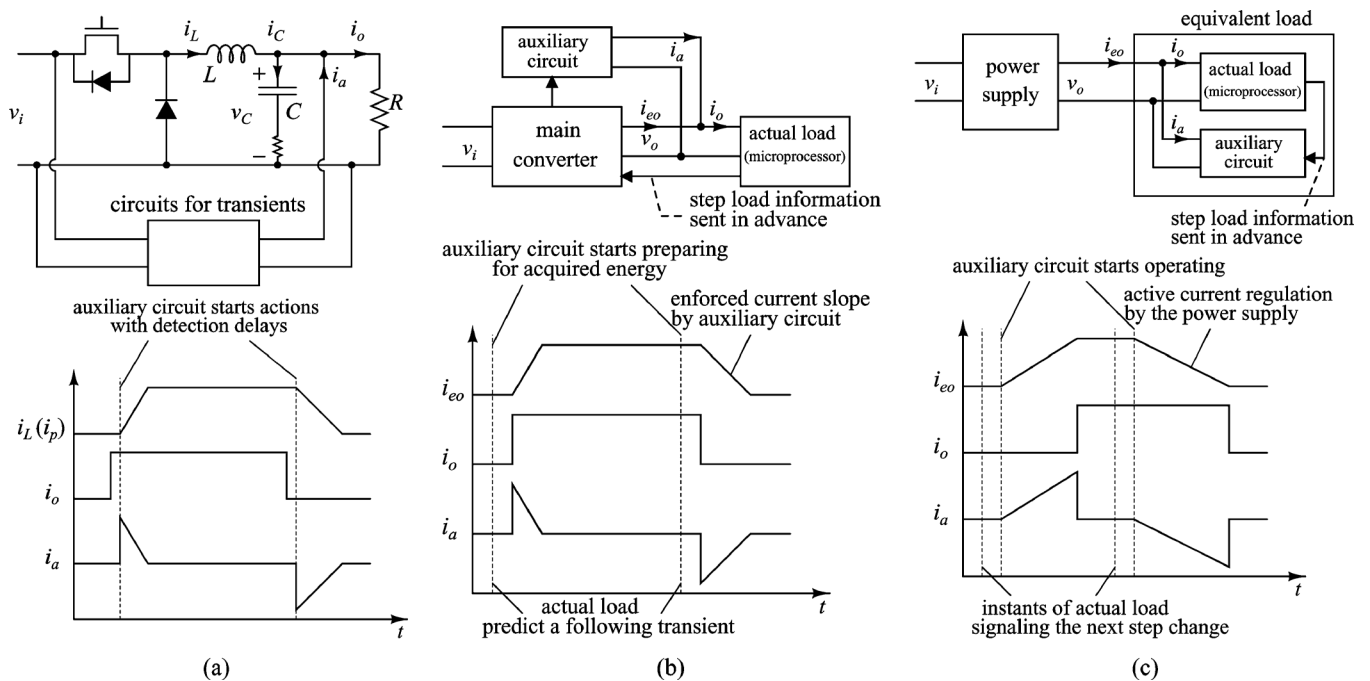 i_L
i_C
i_o
L
+
i_a
v_i
v_C
C
R
−
circuits for transients
auxiliary circuit starts actions
with detection delays
i_L (i_p)
i_o
i_a
t
(a)
auxiliary
circuit
i_a
main
converter
i_eo
i_o
v_o
v_i
actual load
(microprocessor)
step load information
sent in advance
auxiliary circuit starts preparing
for acquired energy
enforced current slope
by auxiliary circuit
i_eo
i_o
i_a
actual load
predict a following transient
t
(b)
equivalent load
power
supply
i_eo
i_o
v_i
v_o
actual load
(microprocessor)
i_a
auxiliary
circuit
step load information
sent in advance
auxiliary circuit starts operating
active current regulation
by the power supply
i_eo
i_o
i_a
t
instants of actual load
signaling the next step change
(c)